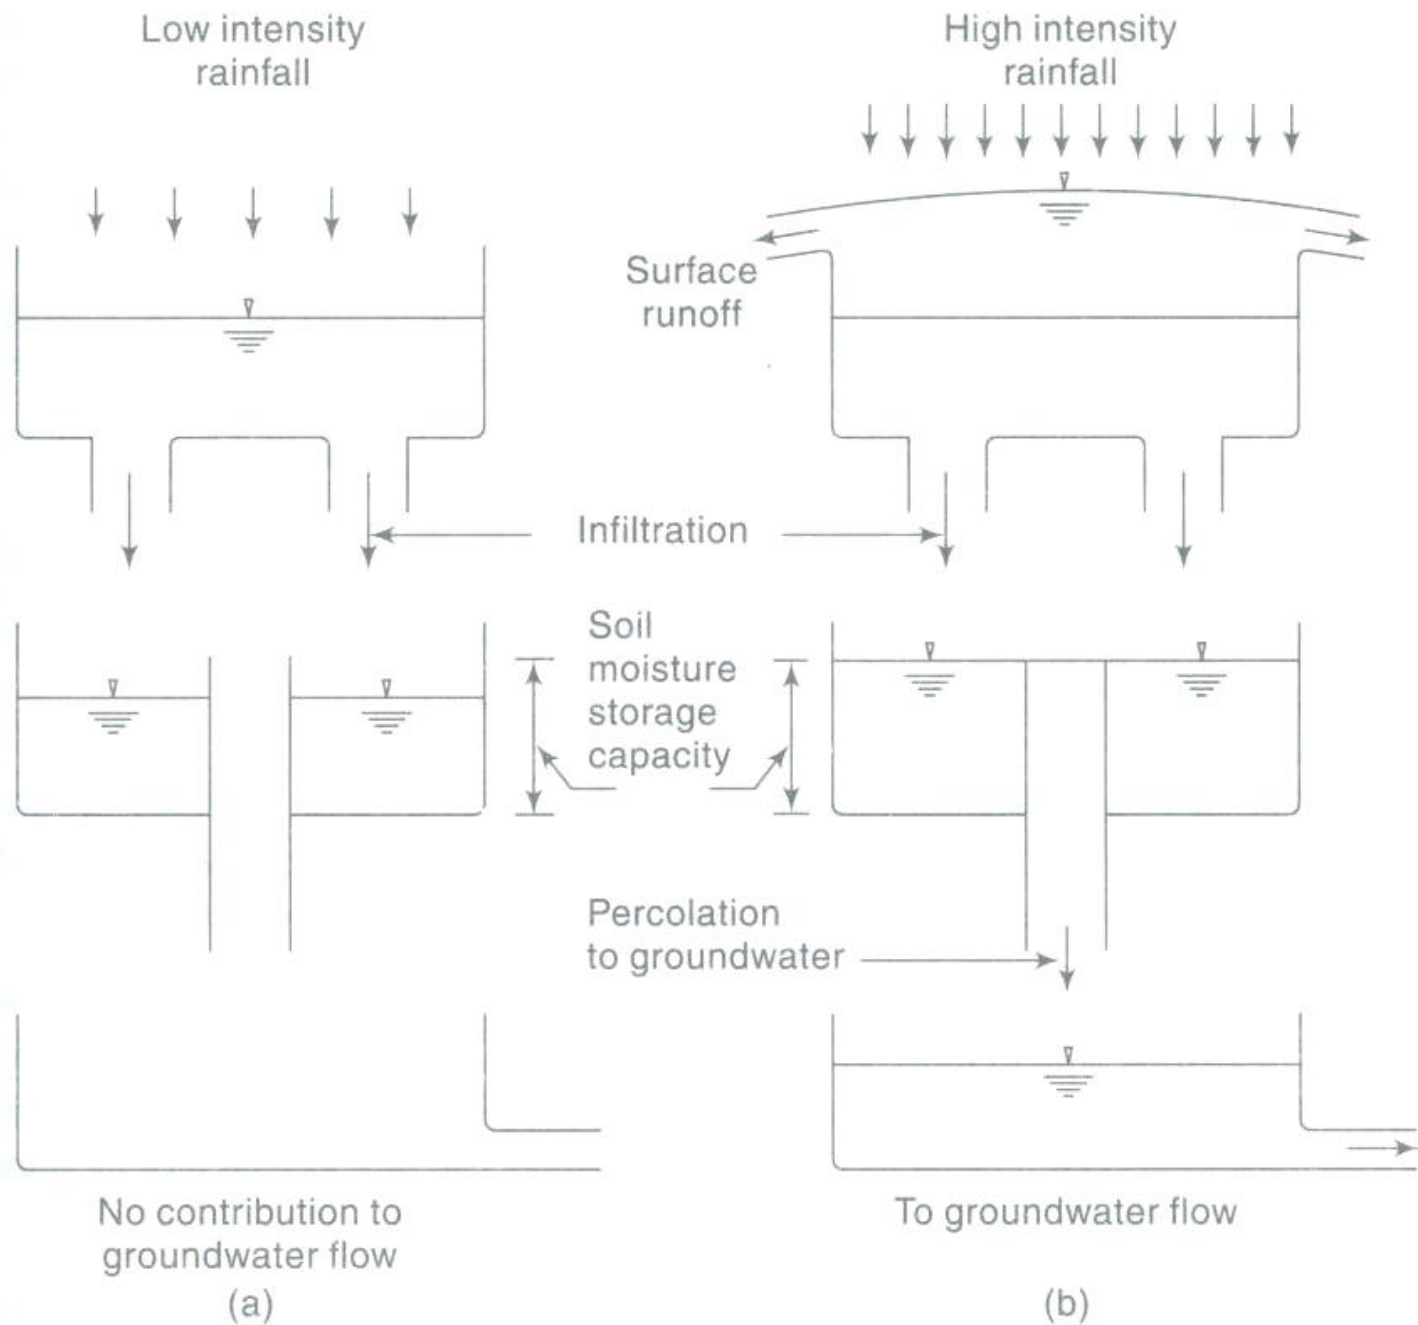 Low intensity
rainfall
High intensity
rainfall
Surface
runoff
Infiltration
Soil
moisture
storage
capacity
Percolation
to groundwater
No contribution to
groundwater flow
(a)
To groundwater flow
(b)